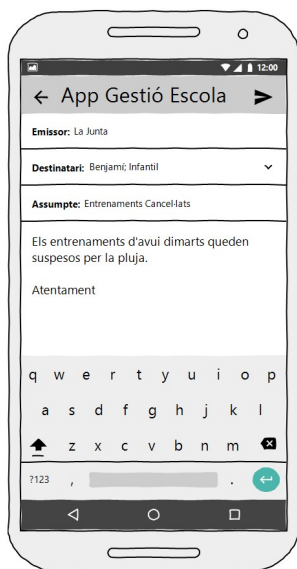 12:00
App Gestió Escola
Emissor: La Junta
Destinatari: Benjamí; Infantil
Assumpte: Entrenaments Cancel·lats
Els entrenaments d'avui dimarts queden
suspesos per la pluja.
Atentament
q w e r t y u i o p
a s d f g h j k l
z x c v b n m
?123 , .